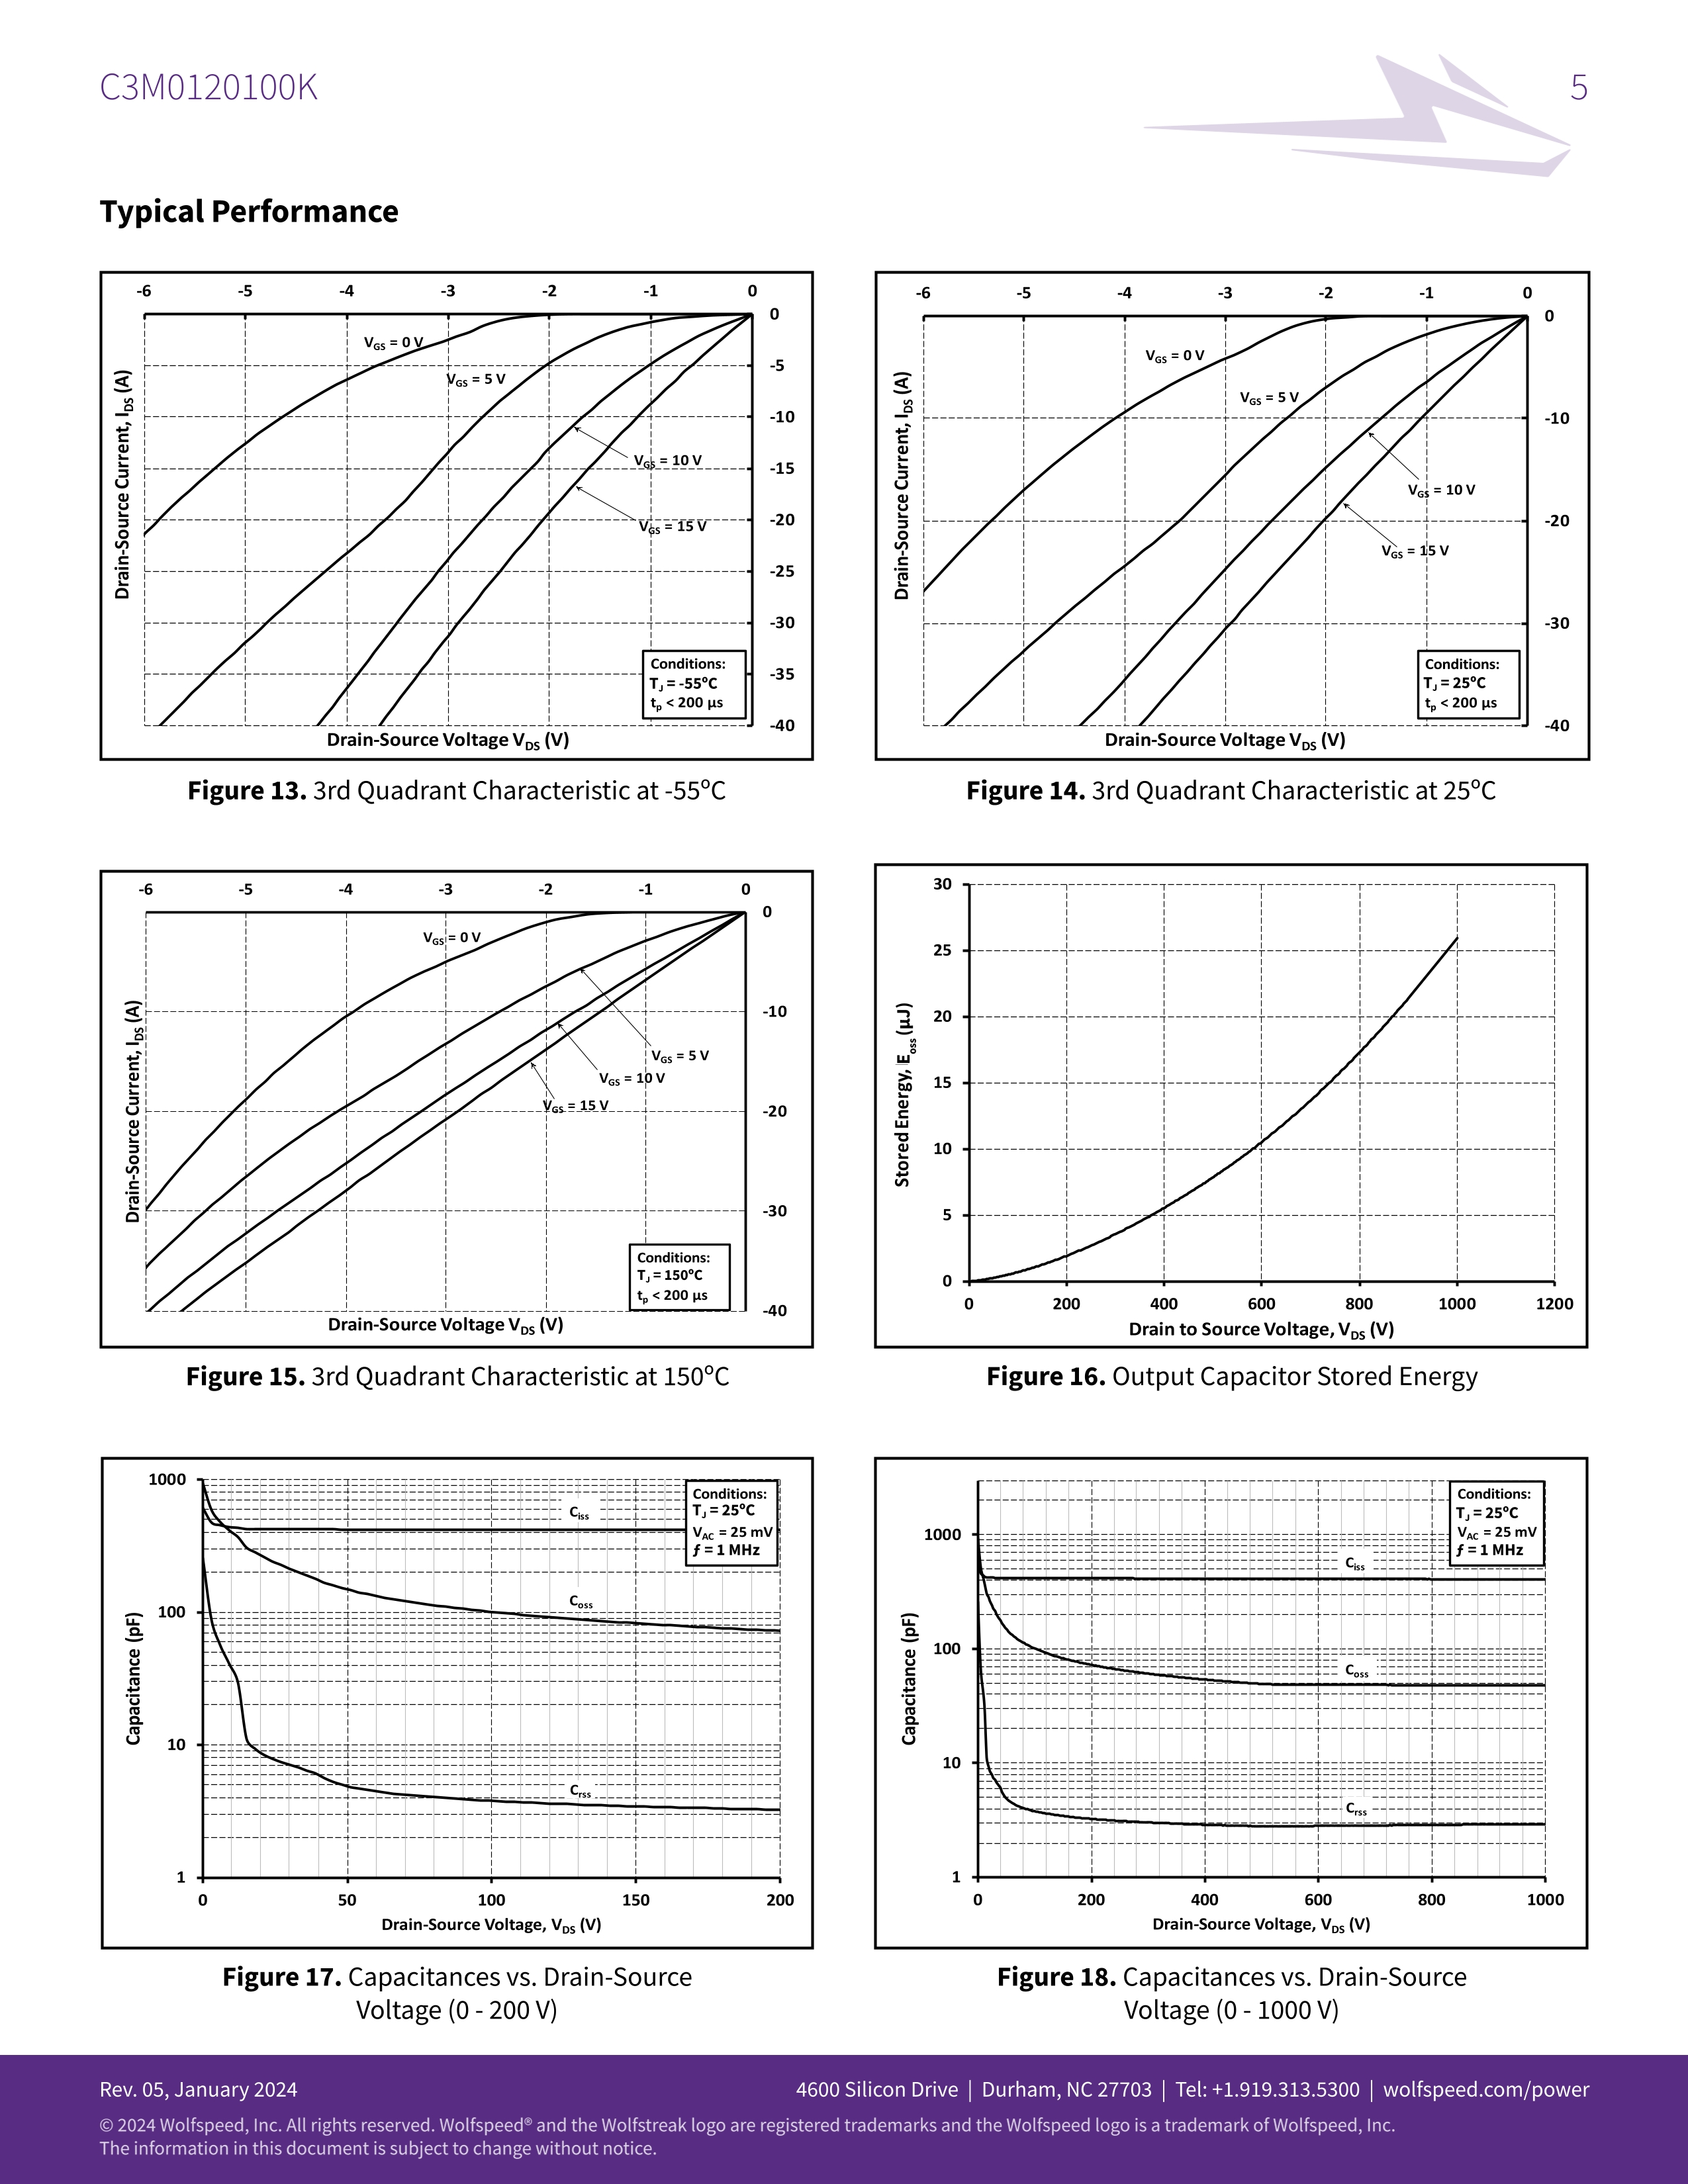 C3M0120100K
5
Typical Performance
-6 -5 -4 -3 -2 -1 0
0
-5
-10
-15
-20
-25
-30
-35
-40
VGS = 0 V
VGS = 5 V
VGS = 10 V
VGS = 15 V
Drain-Source Current, IDS (A)
Conditions:
TJ = -55°C
tp < 200 µs
Drain-Source Voltage VDS (V)
Figure 13. 3rd Quadrant Characteristic at -55°C
-6 -5 -4 -3 -2 -1 0
0
-10
-20
-30
-40
VGS = 0 V
VGS = 5 V
VGS = 10 V
VGS = 15 V
Drain-Source Current, IDS (A)
Conditions:
TJ = 25°C
tp < 200 µs
Drain-Source Voltage VDS (V)
Figure 14. 3rd Quadrant Characteristic at 25°C
-6 -5 -4 -3 -2 -1 0
0
-10
-20
-30
-40
VGS = 0 V
VGS = 5 V
VGS = 10 V
VGS = 15 V
Drain-Source Current, IDS (A)
Conditions:
TJ = 150°C
tp < 200 µs
Drain-Source Voltage VDS (V)
Figure 15. 3rd Quadrant Characteristic at 150°C
30
25
20
15
10
5
0
Stored Energy, Eoss (µJ)
0 200 400 600 800 1000 1200
Drain to Source Voltage, VDS (V)
Figure 16. Output Capacitor Stored Energy
1000
100
10
1
Capacitance (pF)
Ciss
Coss
Crss
Conditions:
TJ = 25°C
VAC = 25 mV
f = 1 MHz
0 50 100 150 200
Drain-Source Voltage, VDS (V)
Figure 17. Capacitances vs. Drain-Source
Voltage (0 - 200 V)
1000
100
10
1
Capacitance (pF)
Ciss
Coss
Crss
Conditions:
TJ = 25°C
VAC = 25 mV
f = 1 MHz
0 200 400 600 800 1000
Drain-Source Voltage, VDS (V)
Figure 18. Capacitances vs. Drain-Source
Voltage (0 - 1000 V)
Rev. 05, January 2024
4600 Silicon Drive | Durham, NC 27703 | Tel: +1.919.313.5300 | wolfspeed.com/power
© 2024 Wolfspeed, Inc. All rights reserved. Wolfspeed® and the Wolfstreak logo are registered trademarks and the Wolfspeed logo is a trademark of Wolfspeed, Inc.
The information in this document is subject to change without notice.